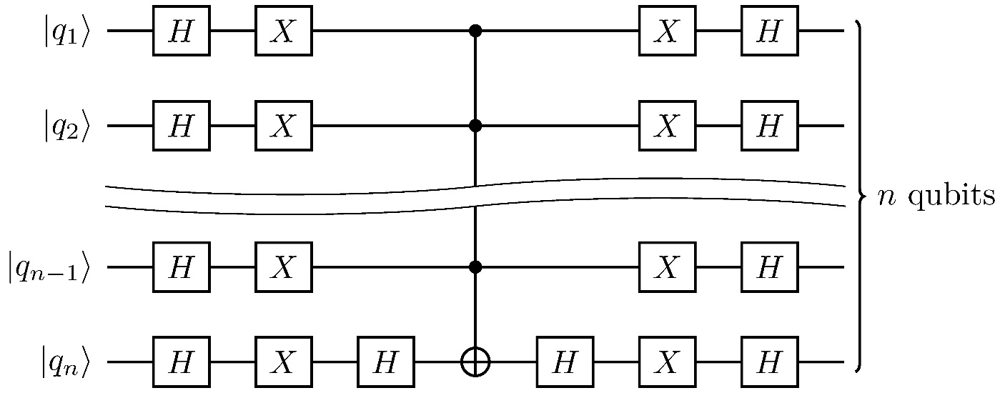 |q₁⟩ H X X H
|q₂⟩ H X X H
n qubits
|qₙ₋₁⟩ H X X H
|qₙ⟩ H X H H X H